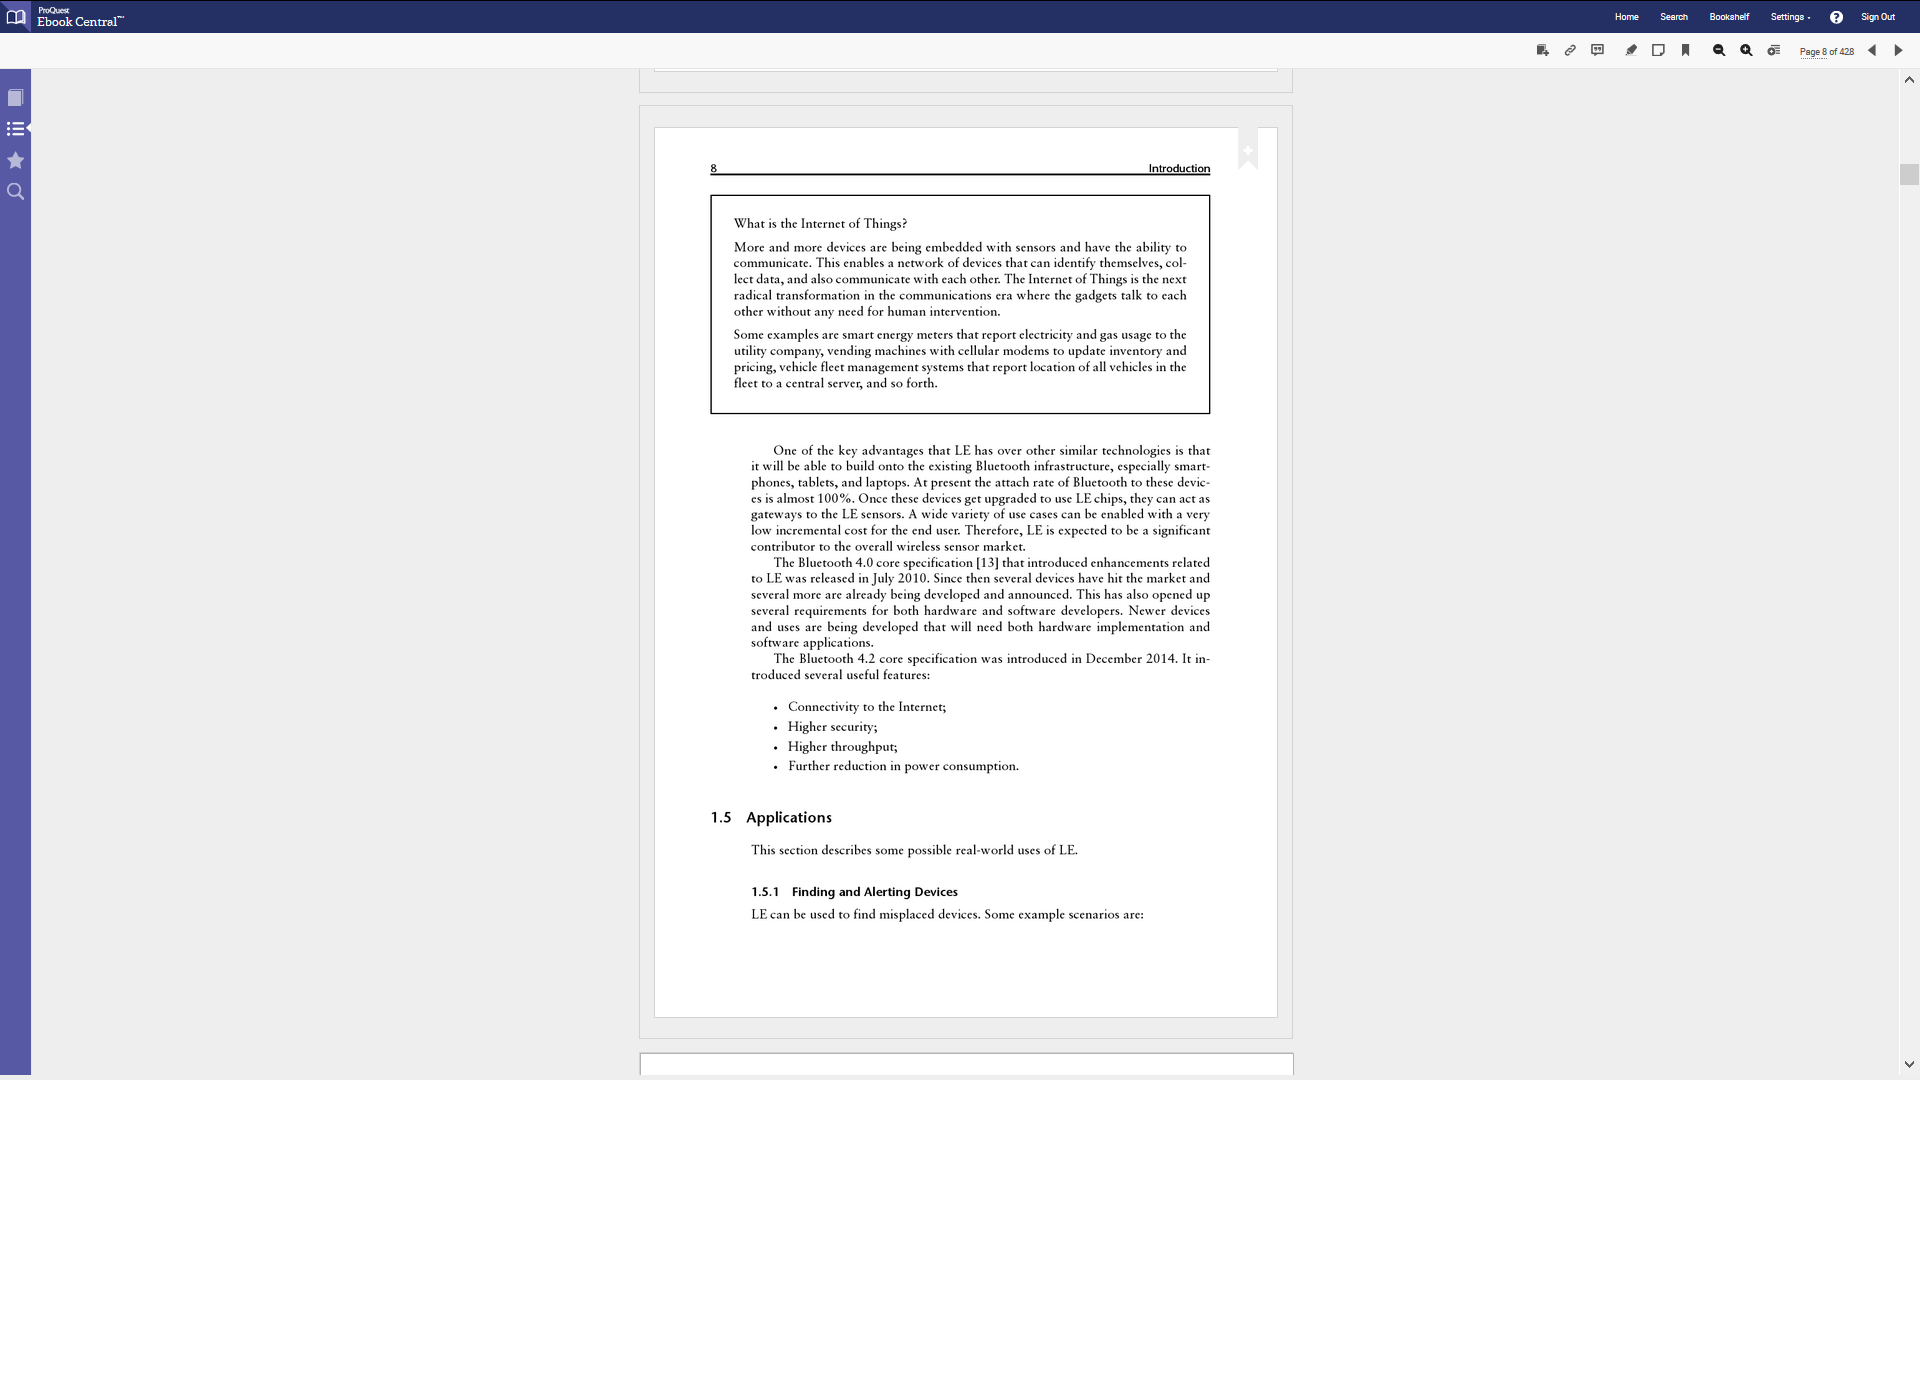 ProQuest
Ebook Central™
Home Search Bookshelf Settings Sign Out
Page 8 of 428
8 Introduction
What is the Internet of Things?
More and more devices are being embedded with sensors and have the ability to
communicate. This enables a network of devices that can identify themselves, col-
lect data, and also communicate with each other. The Internet of Things is the next
radical transformation in the communications era where the gadgets talk to each
other without any need for human intervention.
Some examples are smart energy meters that report electricity and gas usage to the
utility company, vending machines with cellular modems to update inventory and
pricing, vehicle fleet management systems that report location of all vehicles in the
fleet to a central server, and so forth.
One of the key advantages that LE has over other similar technologies is that
it will be able to build onto the existing Bluetooth infrastructure, especially smart-
phones, tablets, and laptops. At present the attach rate of Bluetooth to these devic-
es is almost 100%. Once these devices get upgraded to use LE chips, they can act as
gateways to the LE sensors. A wide variety of use cases can be enabled with a very
low incremental cost for the end user. Therefore, LE is expected to be a significant
contributor to the overall wireless sensor market.
The Bluetooth 4.0 core specification [13] that introduced enhancements related
to LE was released in July 2010. Since then several devices have hit the market and
several more are already being developed and announced. This has also opened up
several requirements for both hardware and software developers. Newer devices
and uses are being developed that will need both hardware implementation and
software applications.
The Bluetooth 4.2 core specification was introduced in December 2014. It in-
troduced several useful features:
• Connectivity to the Internet;
• Higher security;
• Higher throughput;
• Further reduction in power consumption.
1.5 Applications
This section describes some possible real-world uses of LE.
1.5.1 Finding and Alerting Devices
LE can be used to find misplaced devices. Some example scenarios are: